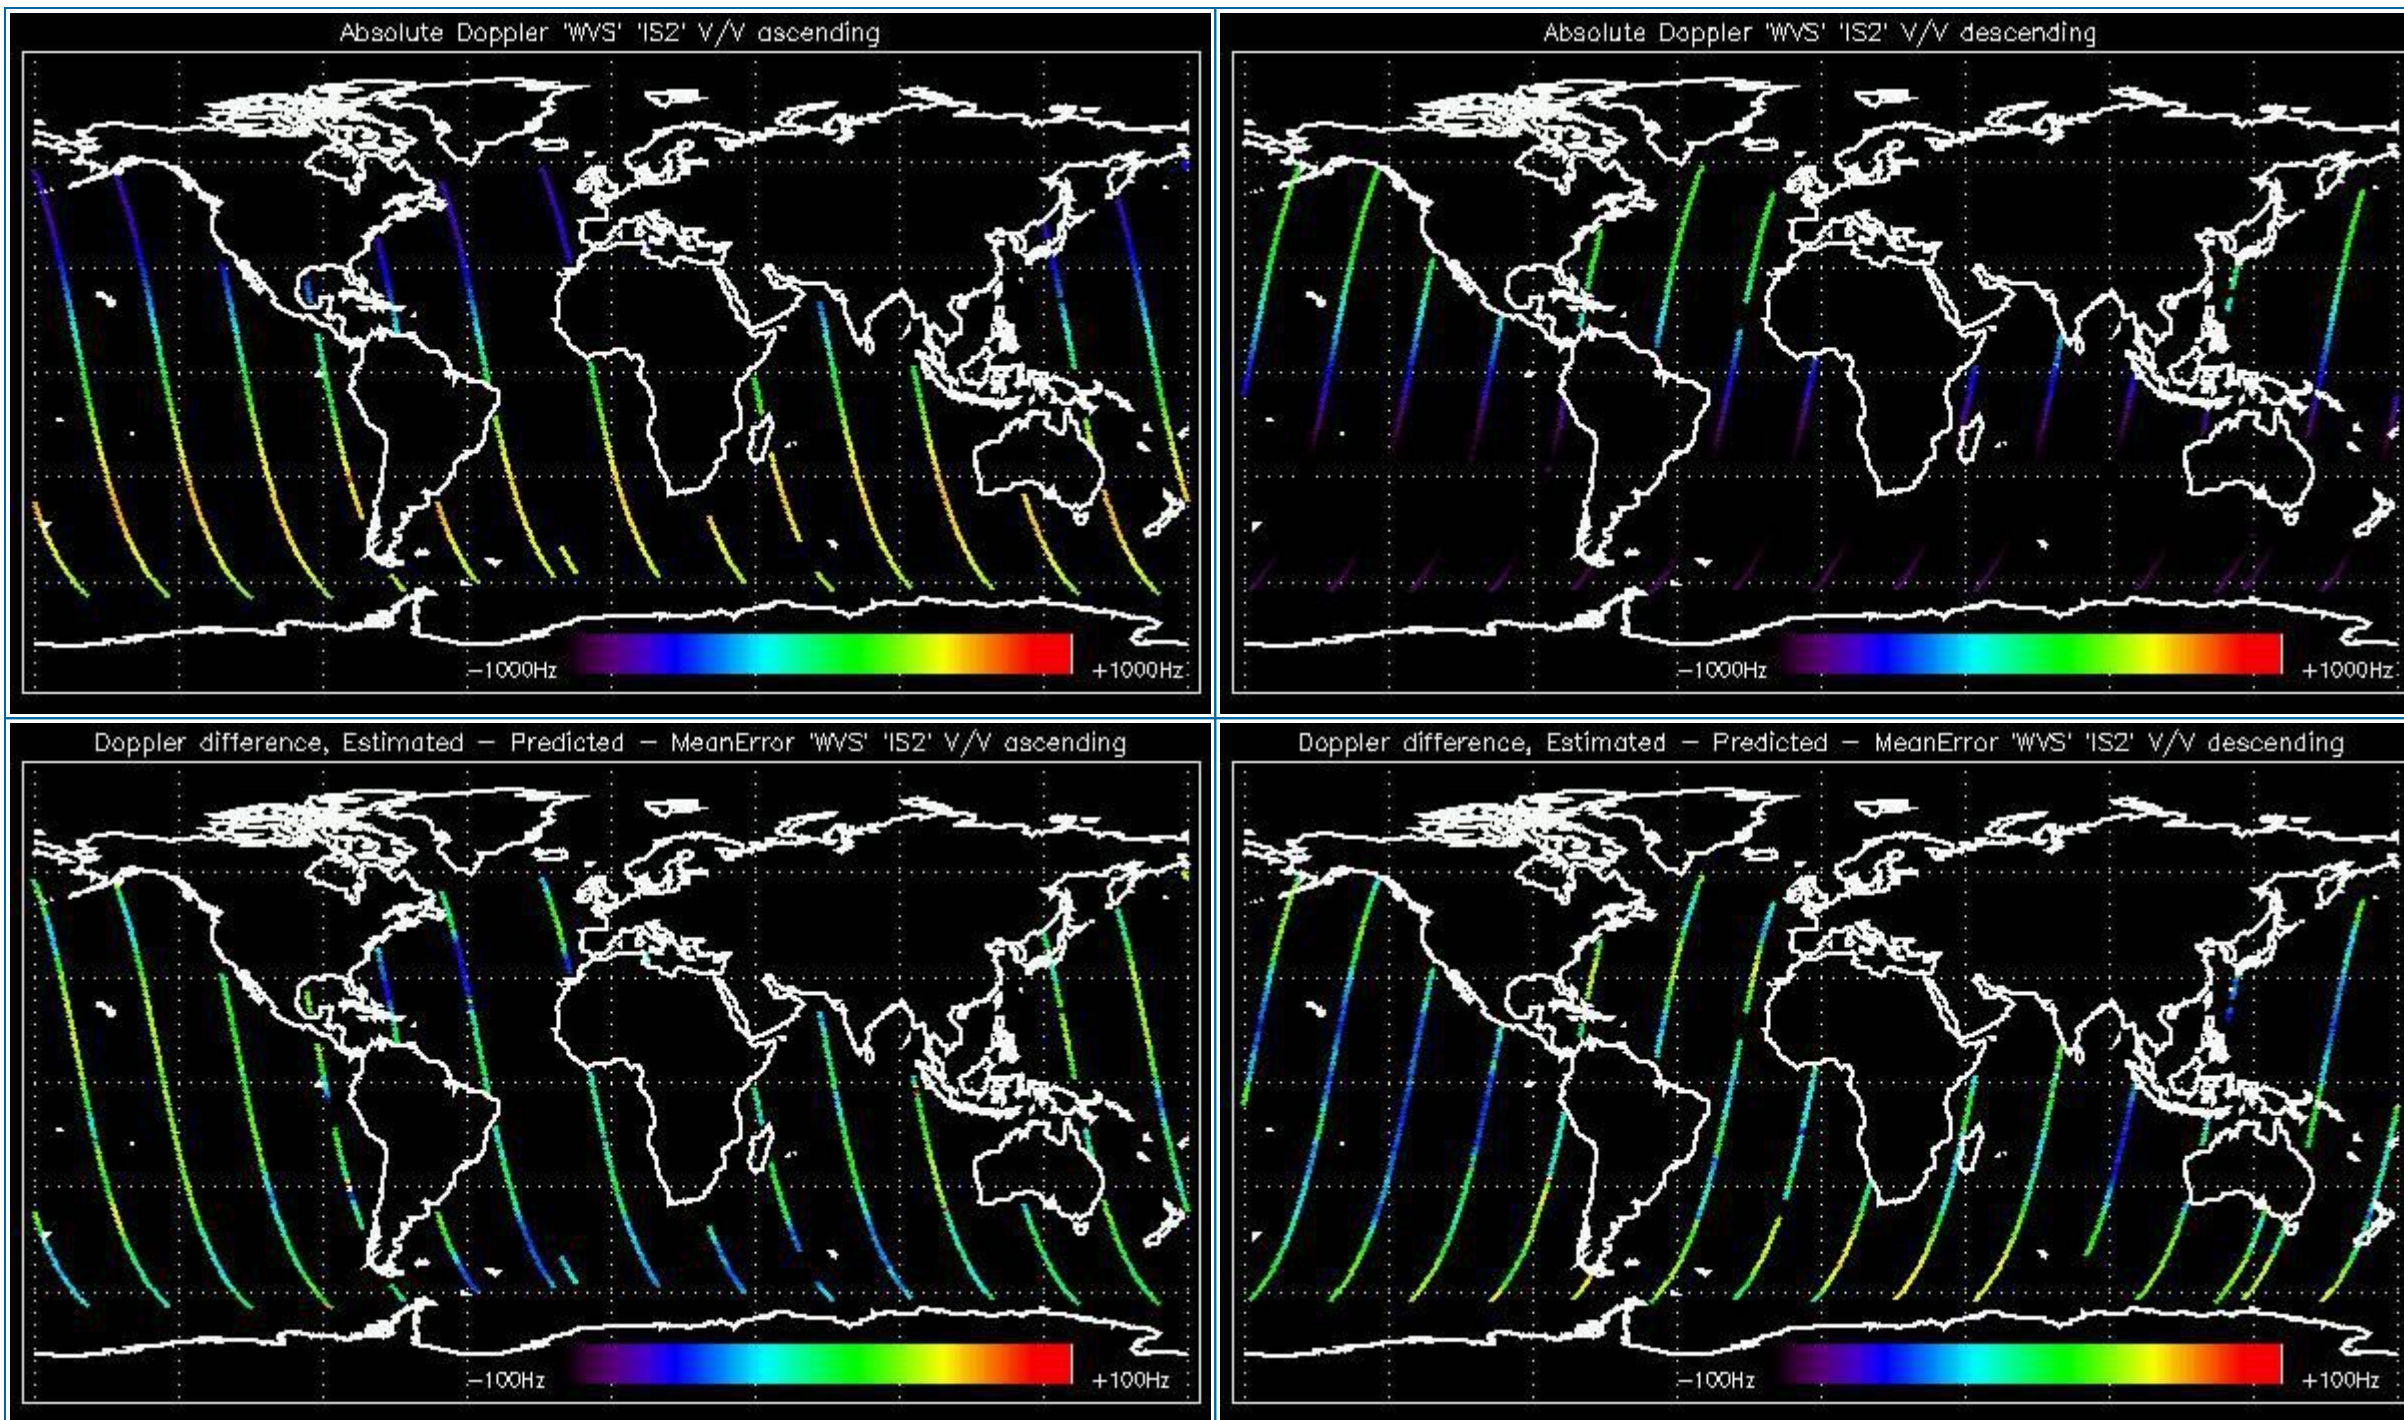 Absolute Doppler 'WVS' 'IS2' V/V ascending
-1000Hz
+1000Hz
Absolute Doppler 'WVS' 'IS2' V/V descending
-1000Hz
+1000Hz
Doppler difference, Estimated - Predicted - MeanError 'WVS' 'IS2' V/V ascending
-100Hz
+100Hz
Doppler difference, Estimated - Predicted - MeanError 'WVS' 'IS2' V/V descending
-100Hz
+100Hz